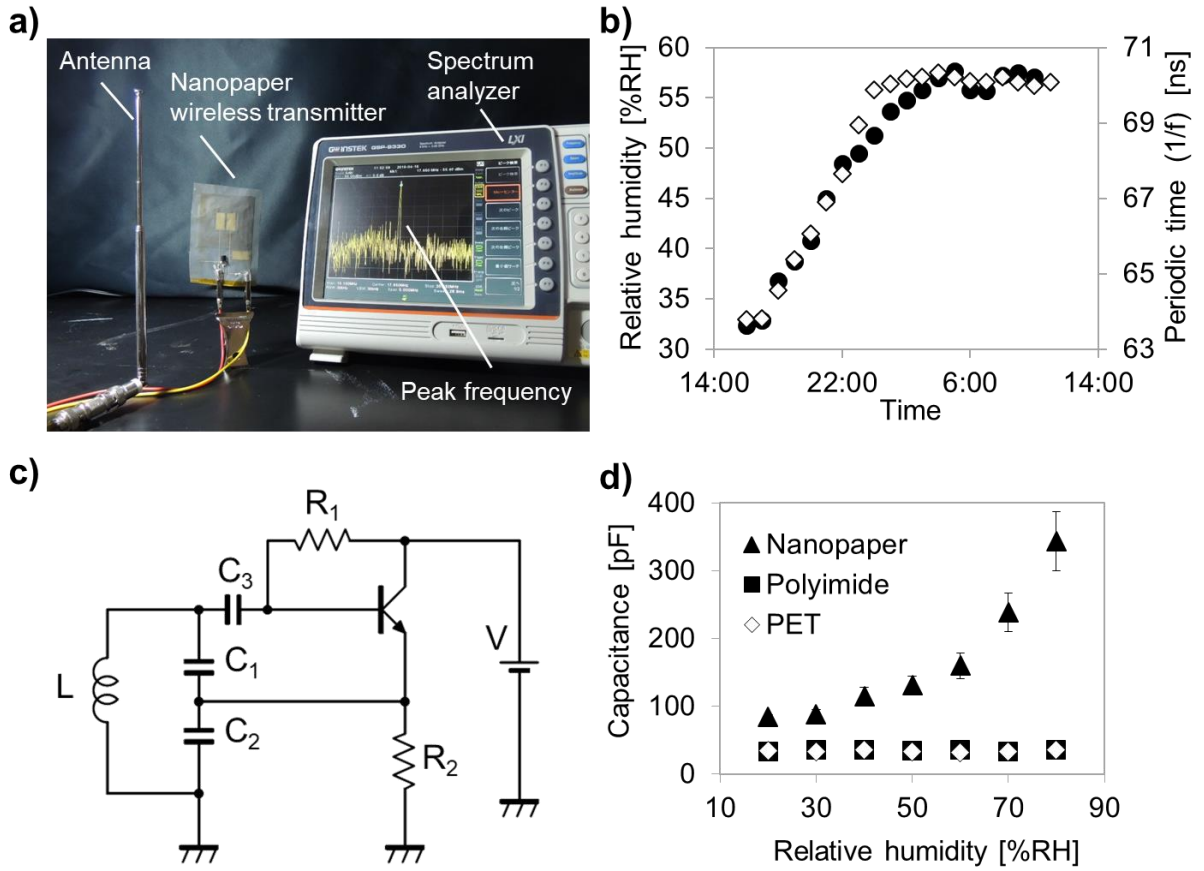 a)
Antenna
Nanopaper
wireless transmitter
Spectrum
analyzer
GWINSTEK
LXI
Peak frequency
b)
Relative humidity [%RH]
60
55
50
45
40
35
30
71
69
67
65
63
Periodic time (1/f) [ns]
14:00 22:00 6:00 14:00
Time
c)
R1
C3
C1
C2
L
R2
V
d)
Capacitance [pF]
400
300
200
100
0
Nanopaper
Polyimide
PET
10 30 50 70 90
Relative humidity [%RH]